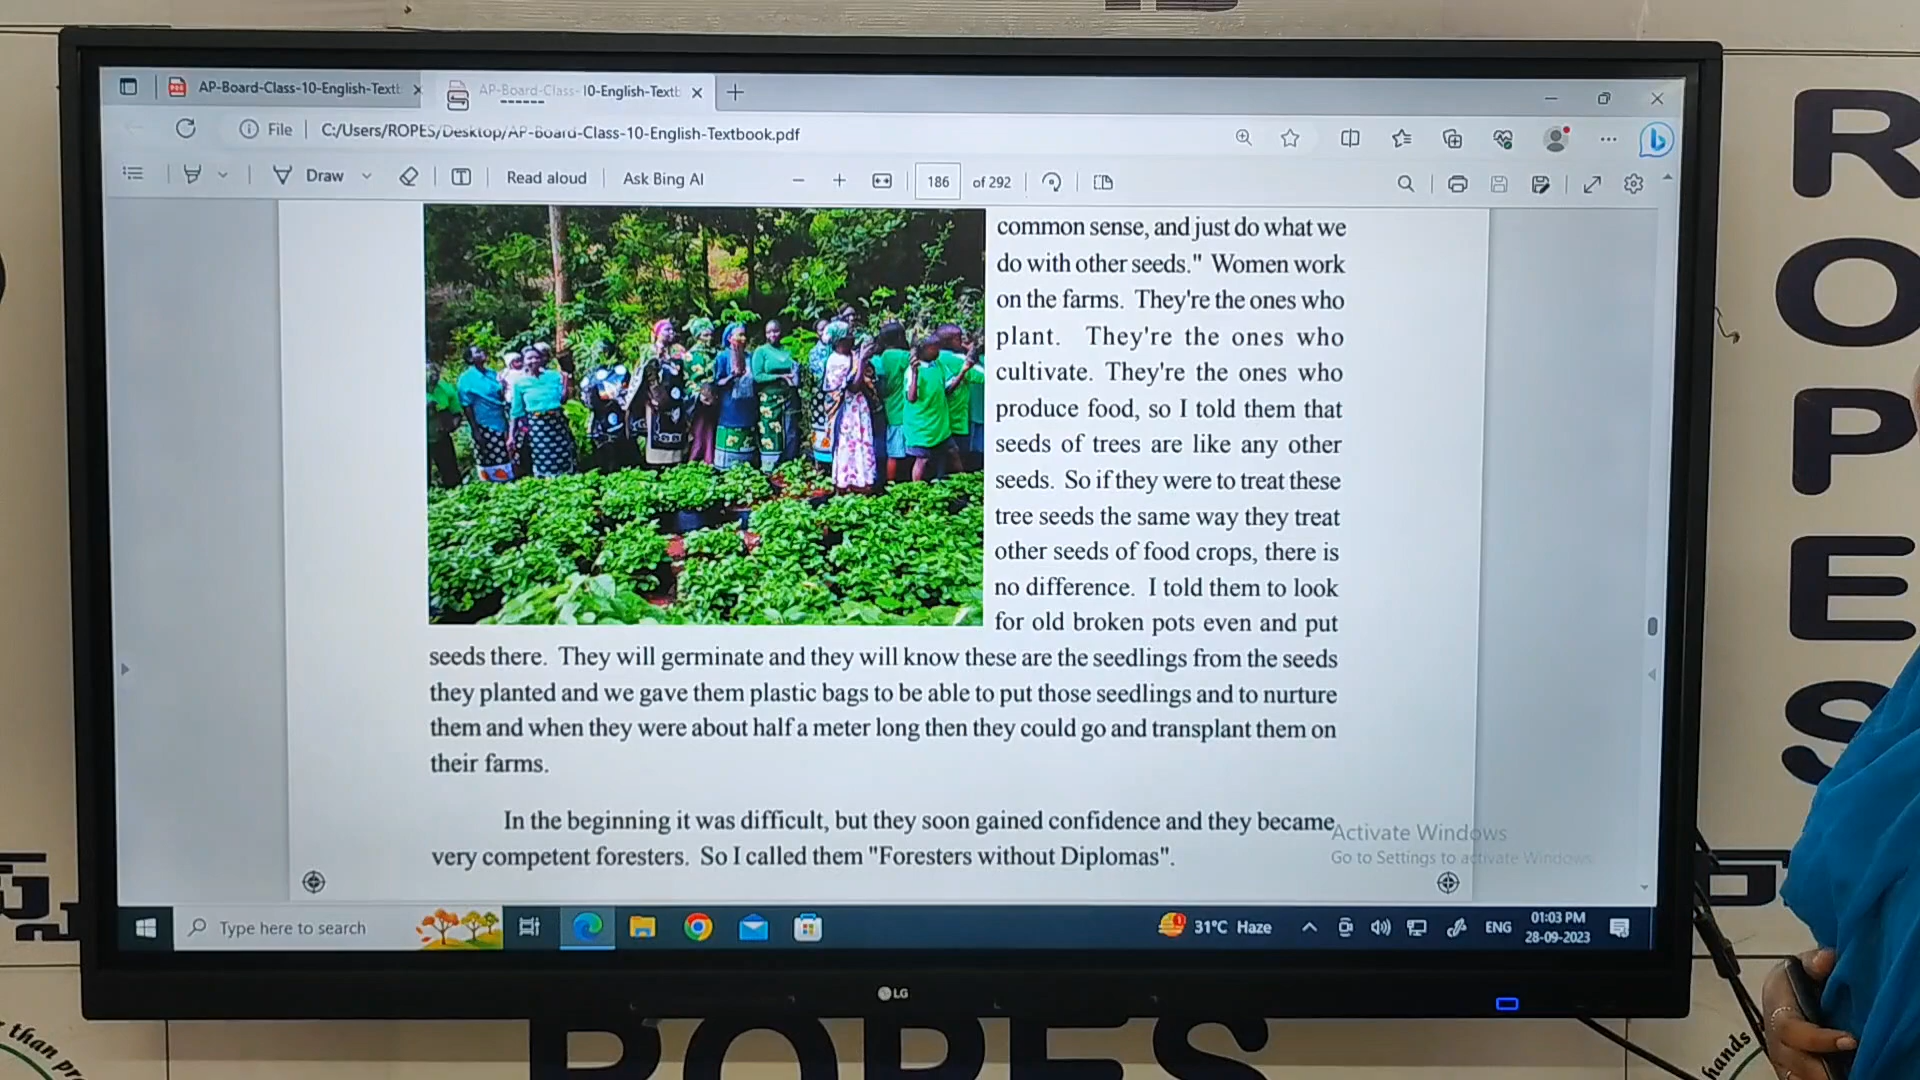 AP-Board-Class-10-English-Textb
AP-Board-Class-10-English-Textb
File
C:/Users/ROPES/Desktop/AP-Board-Class-10-English-Textbook.pdf
Draw
Read aloud
Ask Bing AI
186
of 292
common sense, and just do what we
do with other seeds." Women work
on the farms. They're the ones who
plant. They're the ones who
cultivate. They're the ones who
produce food, so I told them that
seeds of trees are like any other
seeds. So if they were to treat these
tree seeds the same way they treat
other seeds of food crops, there is
no difference. I told them to look
for old broken pots even and put
seeds there. They will germinate and they will know these are the seedlings from the seeds
they planted and we gave them plastic bags to be able to put those seedlings and to nurture
them and when they were about half a meter long then they could go and transplant them on
their farms.
In the beginning it was difficult, but they soon gained confidence and they became
very competent foresters. So I called them "Foresters without Diplomas".
Activate Windows
Go to Settings to activate Windows.
Type here to search
31°C Haze
ENG
01:03 PM
28-09-2023
LG
ROPES
ROPES
than
hands